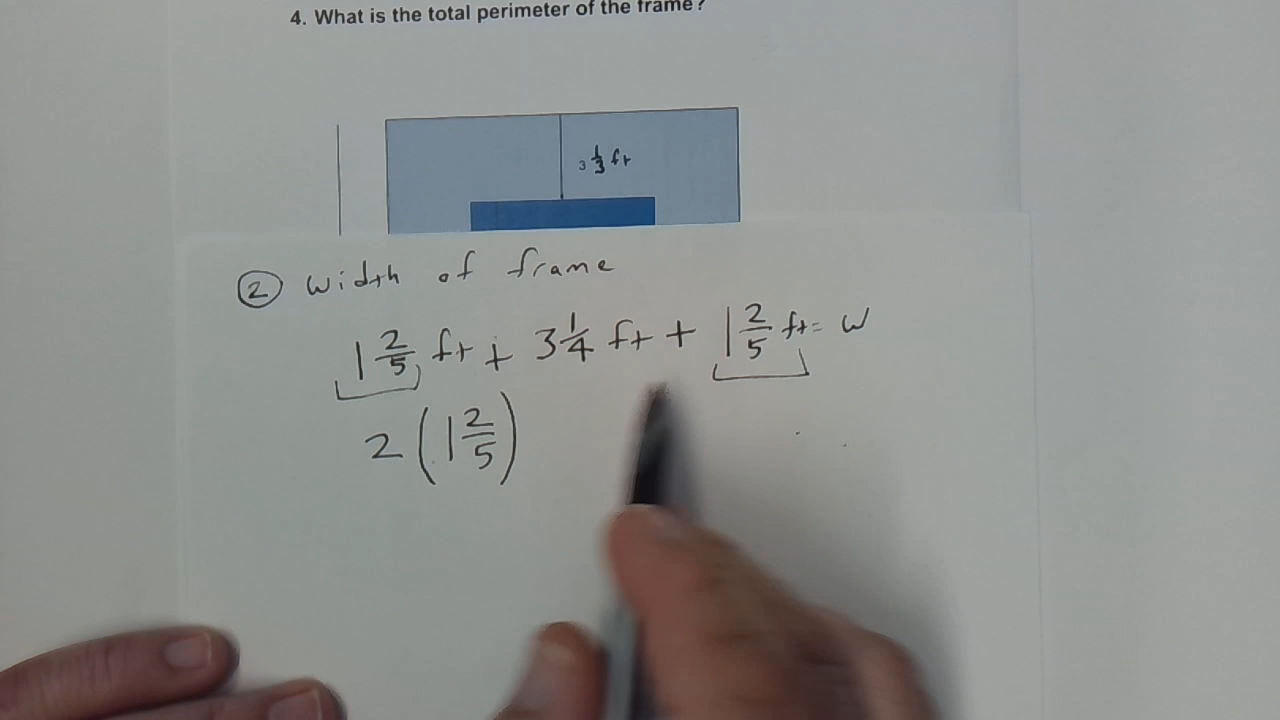 4. What is the total perimeter of the frame?
3 1/3 ft
② width of frame
1 2/5 ft + 3 1/4 ft + 1 2/5 ft = W
2 (1 2/5)